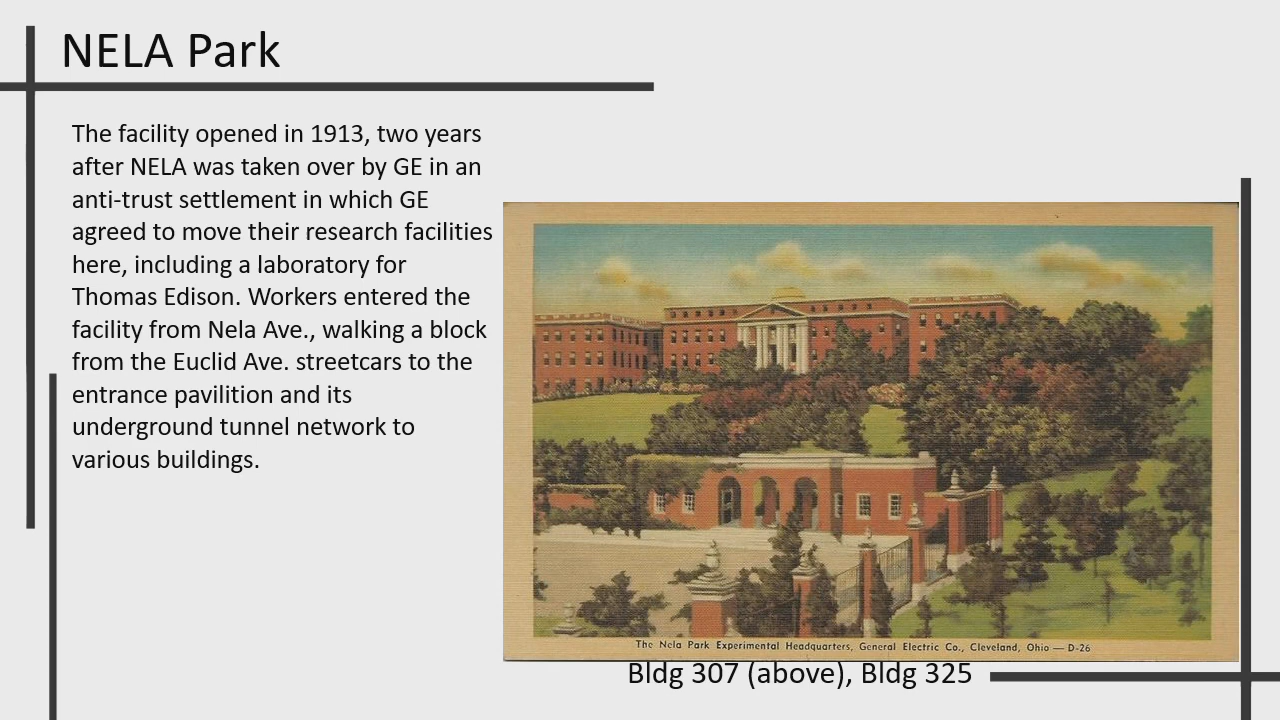 NELA Park
The facility opened in 1913, two years
after NELA was taken over by GE in an
anti-trust settlement in which GE
agreed to move their research facilities
here, including a laboratory for
Thomas Edison. Workers entered the
facility from Nela Ave., walking a block
from the Euclid Ave. streetcars to the
entrance pavilition and its
underground tunnel network to
various buildings.
The Nela Park Experimental Headquarters, General Electric Co., Cleveland, Ohio — D-26
Bldg 307 (above), Bldg 325